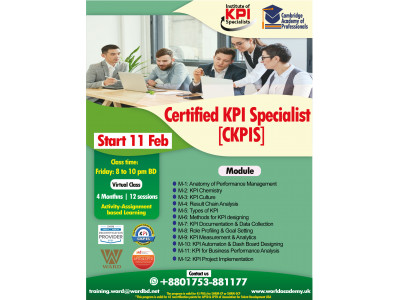 Institute of
KPI
Specialists
Cambridge
Academy of
Professionals
Certified KPI Specialist
[CKPIS]
Start 11 Feb
Class time:
Friday: 8 to 10 pm BD
Virtual Class
4 Months | 12 sessions
Activity-Assignment
based Learning
Module
M-1: Anatomy of Performance Management
M-2: KPI Chemistry
M-3: KPI Culture
M-4: Result Chain Analysis
M-5: Types of KPI
M-6: Methods for KPI designing
M-7: KPI Documentation & Data Collection
M-8: Role Profiling & Goal Setting
M-9: KPI Measurement & Analytics
M-10: KPI Automation & Dash Board Designing
M-11: KPI for Business Performance Analysis
M-12: KPI Project Implementation
PROVIDER
KPI
WARD
Contact us
+8801753-881177
training.ward@wardbd.net
www.worldacademy.uk